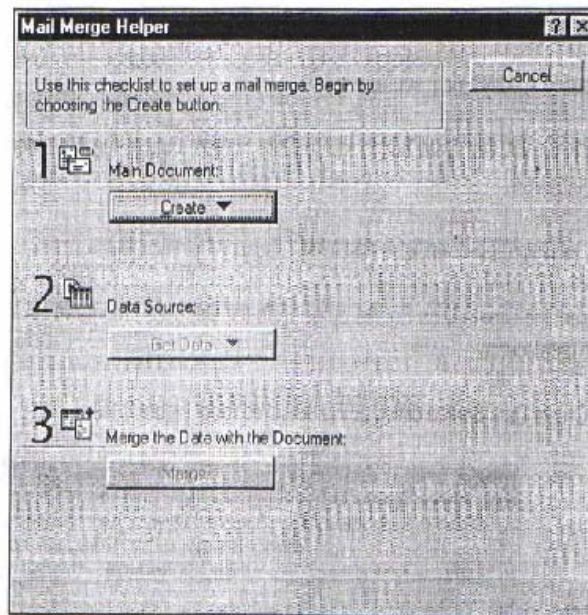 Mail Merge Helper
Use this checklist to set up a mail merge. Begin by
choosing the Create button.
Cancel
1 Main Document:
Create
2 Data Source:
Get Data
3 Merge the Data with the Document:
Merge...